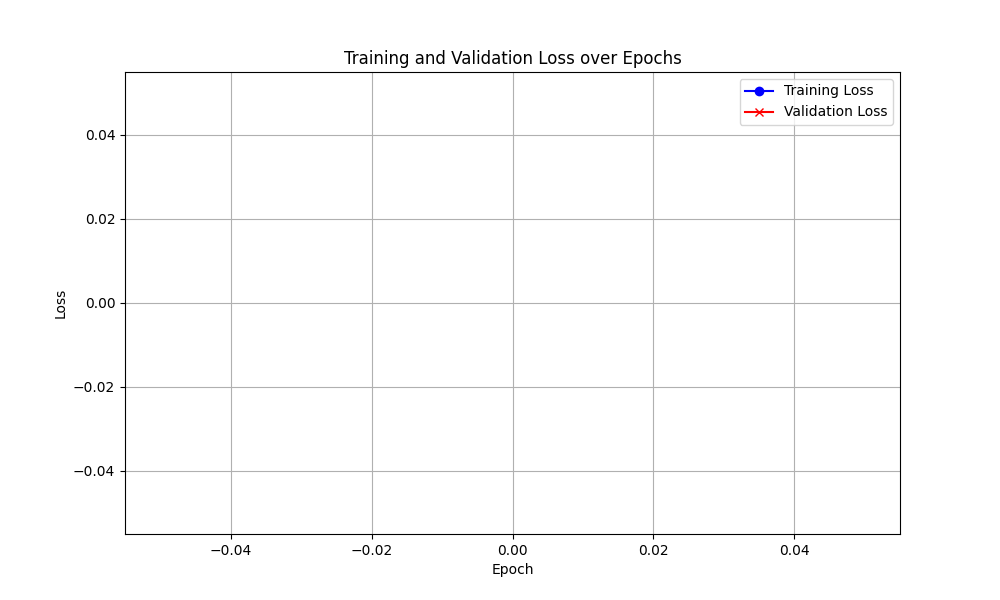 Training and Validation Loss over Epochs
Training Loss
Validation Loss
0.04
0.02
0.00
−0.02
−0.04
Loss
−0.04
−0.02
0.00
0.02
0.04
Epoch